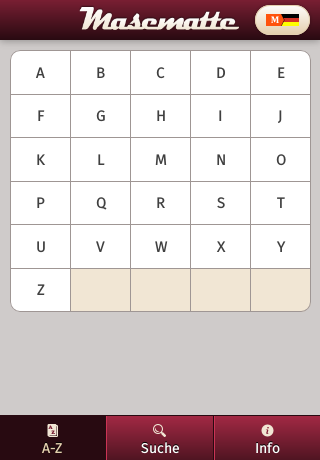 Masematte
M
A B C D E
F G H I J
K L M N O
P Q R S T
U V W X Y
Z
A-Z Suche Info